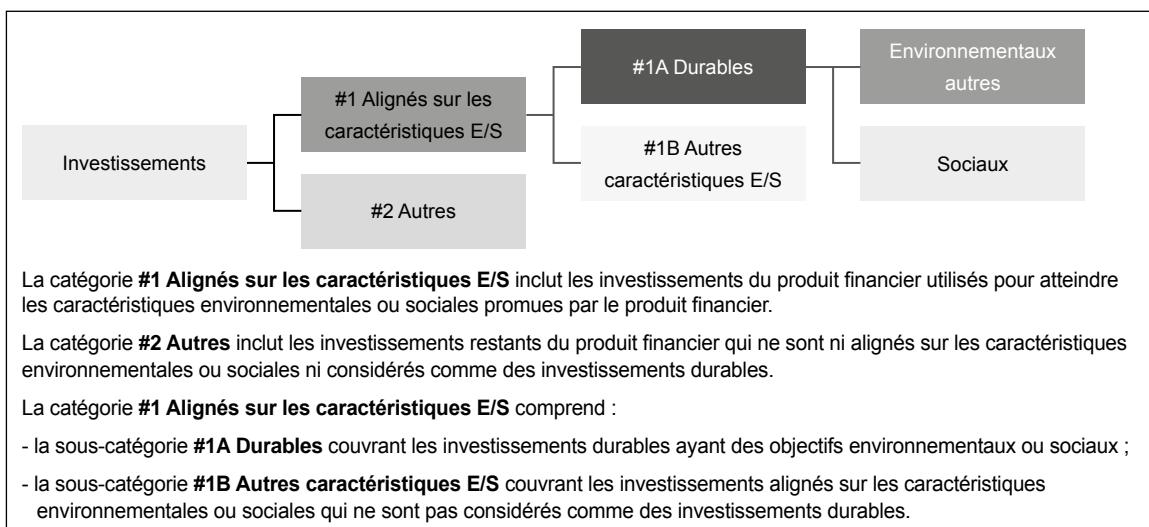 Investissements
#1 Alignés sur les
caractéristiques E/S
#2 Autres
#1A Durables
#1B Autres
caractéristiques E/S
Environnementaux
autres
Sociaux
La catégorie #1 Alignés sur les caractéristiques E/S inclut les investissements du produit financier utilisés pour atteindre
les caractéristiques environnementales ou sociales promues par le produit financier.
La catégorie #2 Autres inclut les investissements restants du produit financier qui ne sont ni alignés sur les caractéristiques
environnementales ou sociales ni considérés comme des investissements durables.
La catégorie #1 Alignés sur les caractéristiques E/S comprend :
- la sous-catégorie #1A Durables couvrant les investissements durables ayant des objectifs environnementaux ou sociaux ;
- la sous-catégorie #1B Autres caractéristiques E/S couvrant les investissements alignés sur les caractéristiques
environnementales ou sociales qui ne sont pas considérés comme des investissements durables.